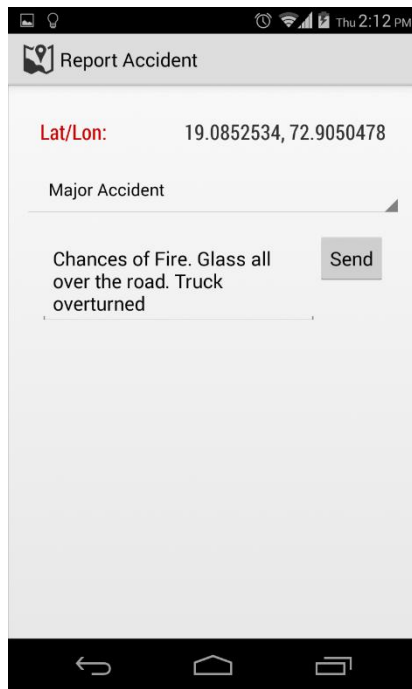 Thu 2:12 PM
Report Accident
Lat/Lon: 19.0852534, 72.9050478
Major Accident
Chances of Fire. Glass all
over the road. Truck
overturned
Send